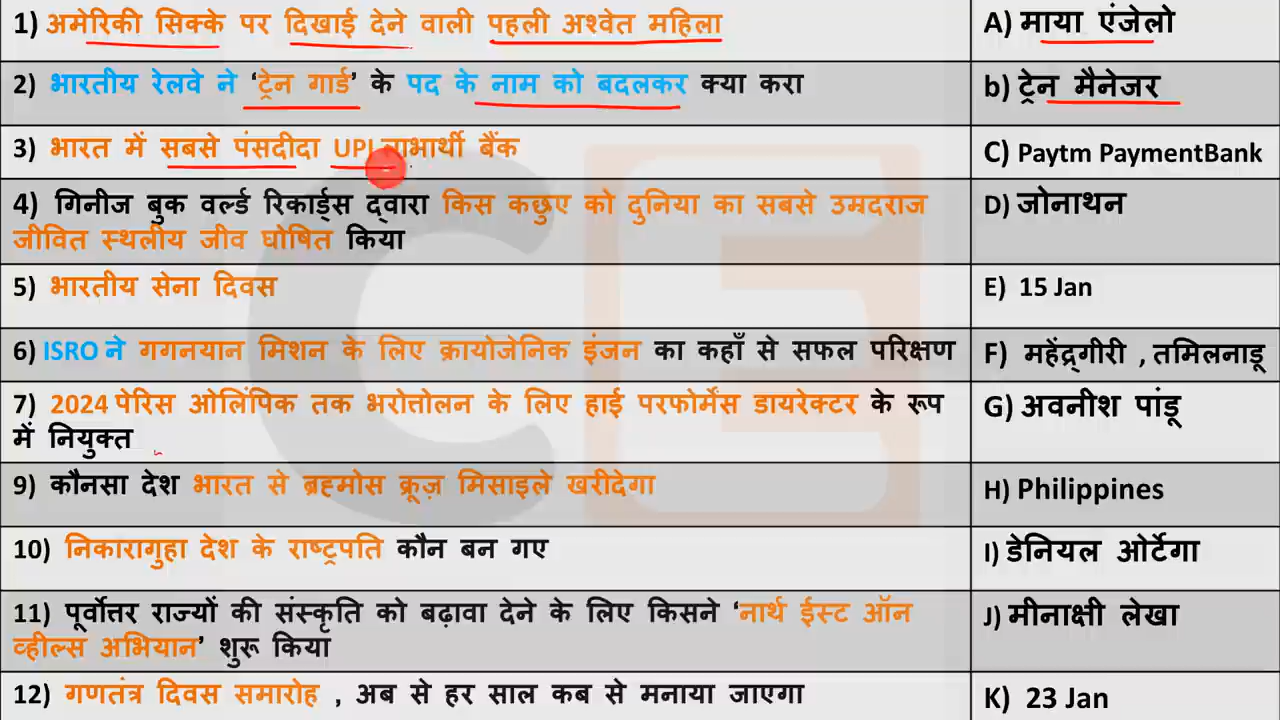 1) अमेरिकी सिक्के पर दिखाई देने वाली पहली अश्वेत महिला
A) माया एंजेलो
2) भारतीय रेलवे ने ‘ट्रेन गार्ड’ के पद के नाम को बदलकर क्या करा
b) ट्रेन मैनेजर
3) भारत में सबसे पंसदीदा UPI लाभार्थी बैंक
C) Paytm PaymentBank
4) गिनीज बुक वर्ल्ड रिकार्ड्स द्वारा किस कछुए को दुनिया का सबसे उम्रदराज
जीवित स्थलीय जीव घोषित किया
D) जोनाथन
5) भारतीय सेना दिवस
E) 15 Jan
6) ISRO ने गगनयान मिशन के लिए क्रायोजेनिक इंजन का कहाँ से सफल परिक्षण
F) महेंद्रगीरी , तमिलनाडू
7) 2024 पेरिस ओलिंपिक तक भरोत्तोलन के लिए हाई परफोर्मेंस डायरेक्टर के रूप
में नियुक्त
G) अवनीश पांडू
9) कौनसा देश भारत से ब्रह्मोस क्रूज़ मिसाइले खरीदेगा
H) Philippines
10) निकारागुहा देश के राष्ट्रपति कौन बन गए
I) डेनियल ओर्टेगा
11) पूर्वोत्तर राज्यों की संस्कृति को बढ़ावा देने के लिए किसने ‘नार्थ ईस्ट ऑन
व्हील्स अभियान’ शुरू किया
J) मीनाक्षी लेखा
12) गणतंत्र दिवस समारोह , अब से हर साल कब से मनाया जाएगा
K) 23 Jan
CE